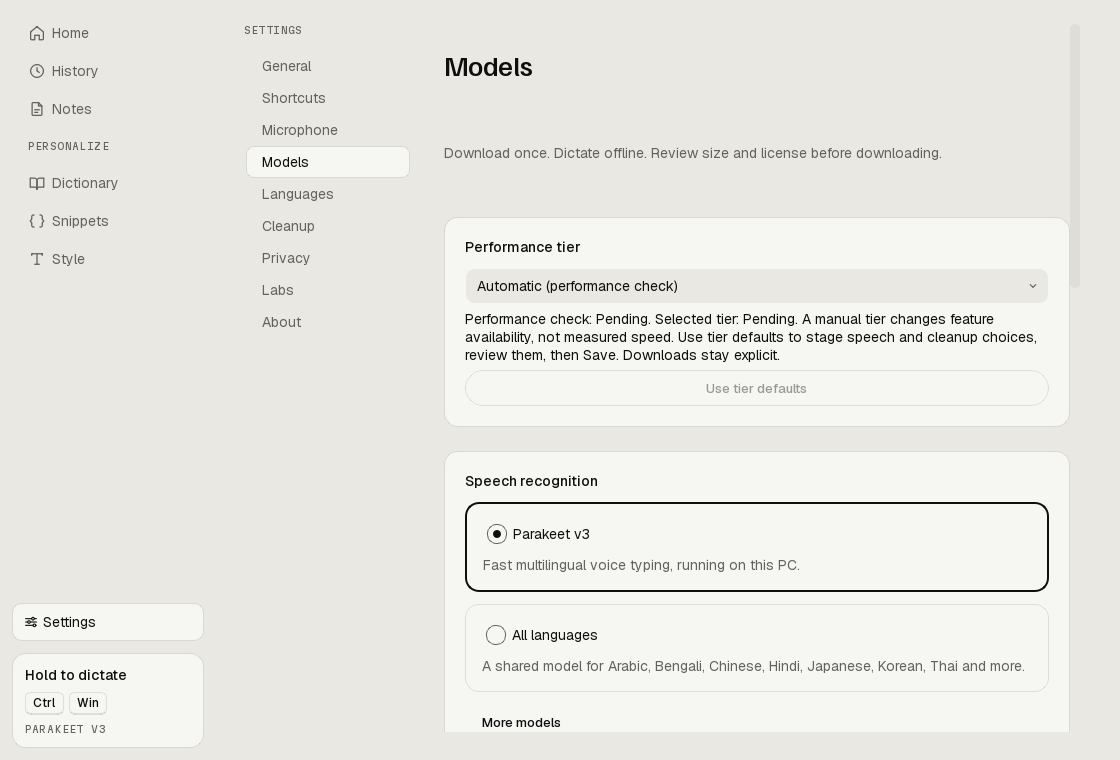 Home
History
Notes
PERSONALIZE
Dictionary
Snippets
Style
Settings
Hold to dictate
Ctrl Win
PARAKEET V3
SETTINGS
General
Shortcuts
Microphone
Models
Languages
Cleanup
Privacy
Labs
About
Models
Download once. Dictate offline. Review size and license before downloading.
Performance tier
Automatic (performance check)
Performance check: Pending. Selected tier: Pending. A manual tier changes feature
availability, not measured speed. Use tier defaults to stage speech and cleanup choices,
review them, then Save. Downloads stay explicit.
Use tier defaults
Speech recognition
Parakeet v3
Fast multilingual voice typing, running on this PC.
All languages
A shared model for Arabic, Bengali, Chinese, Hindi, Japanese, Korean, Thai and more.
More models